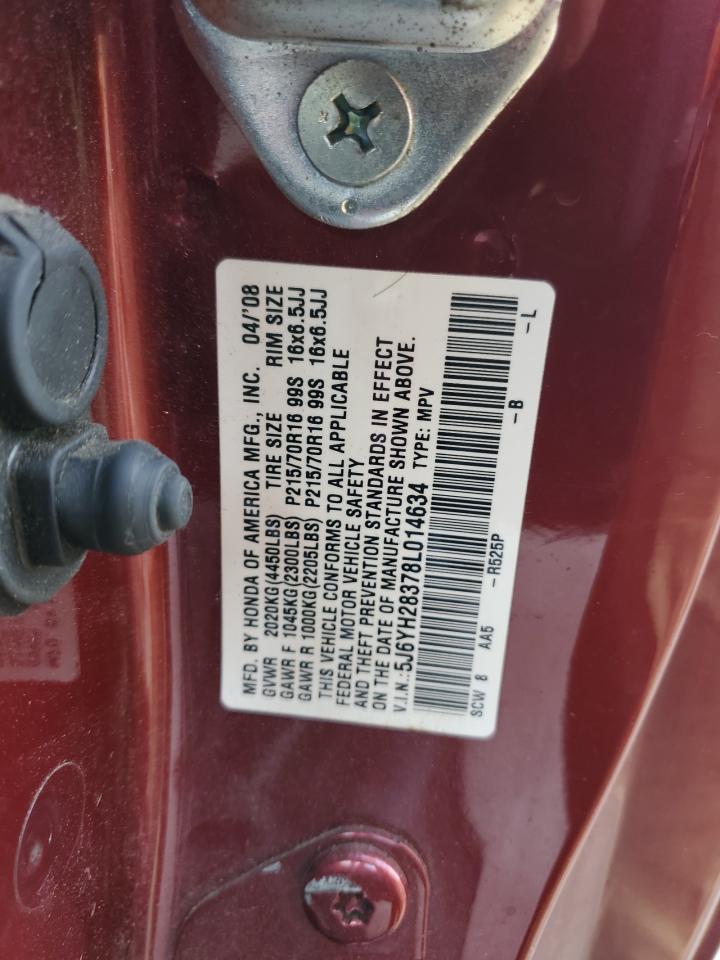 MFD. BY HONDA OF AMERICA MFG., INC. 04/'08
GVWR 2020KG(4450LBS) TIRE SIZE RIM SIZE
GAWR F 1045KG(2300LBS) P215/70R16 99S 16x6.5JJ
GAWR R 1000KG(2205LBS) P215/70R16 99S 16x6.5JJ
THIS VEHICLE CONFORMS TO ALL APPLICABLE
FEDERAL MOTOR VEHICLE SAFETY
AND THEFT PREVENTION STANDARDS IN EFFECT
ON THE DATE OF MANUFACTURE SHOWN ABOVE.
V.I.N.:5J6YH28378L014634 TYPE: MPV
SCW 8 AA5 -R525P -B -L